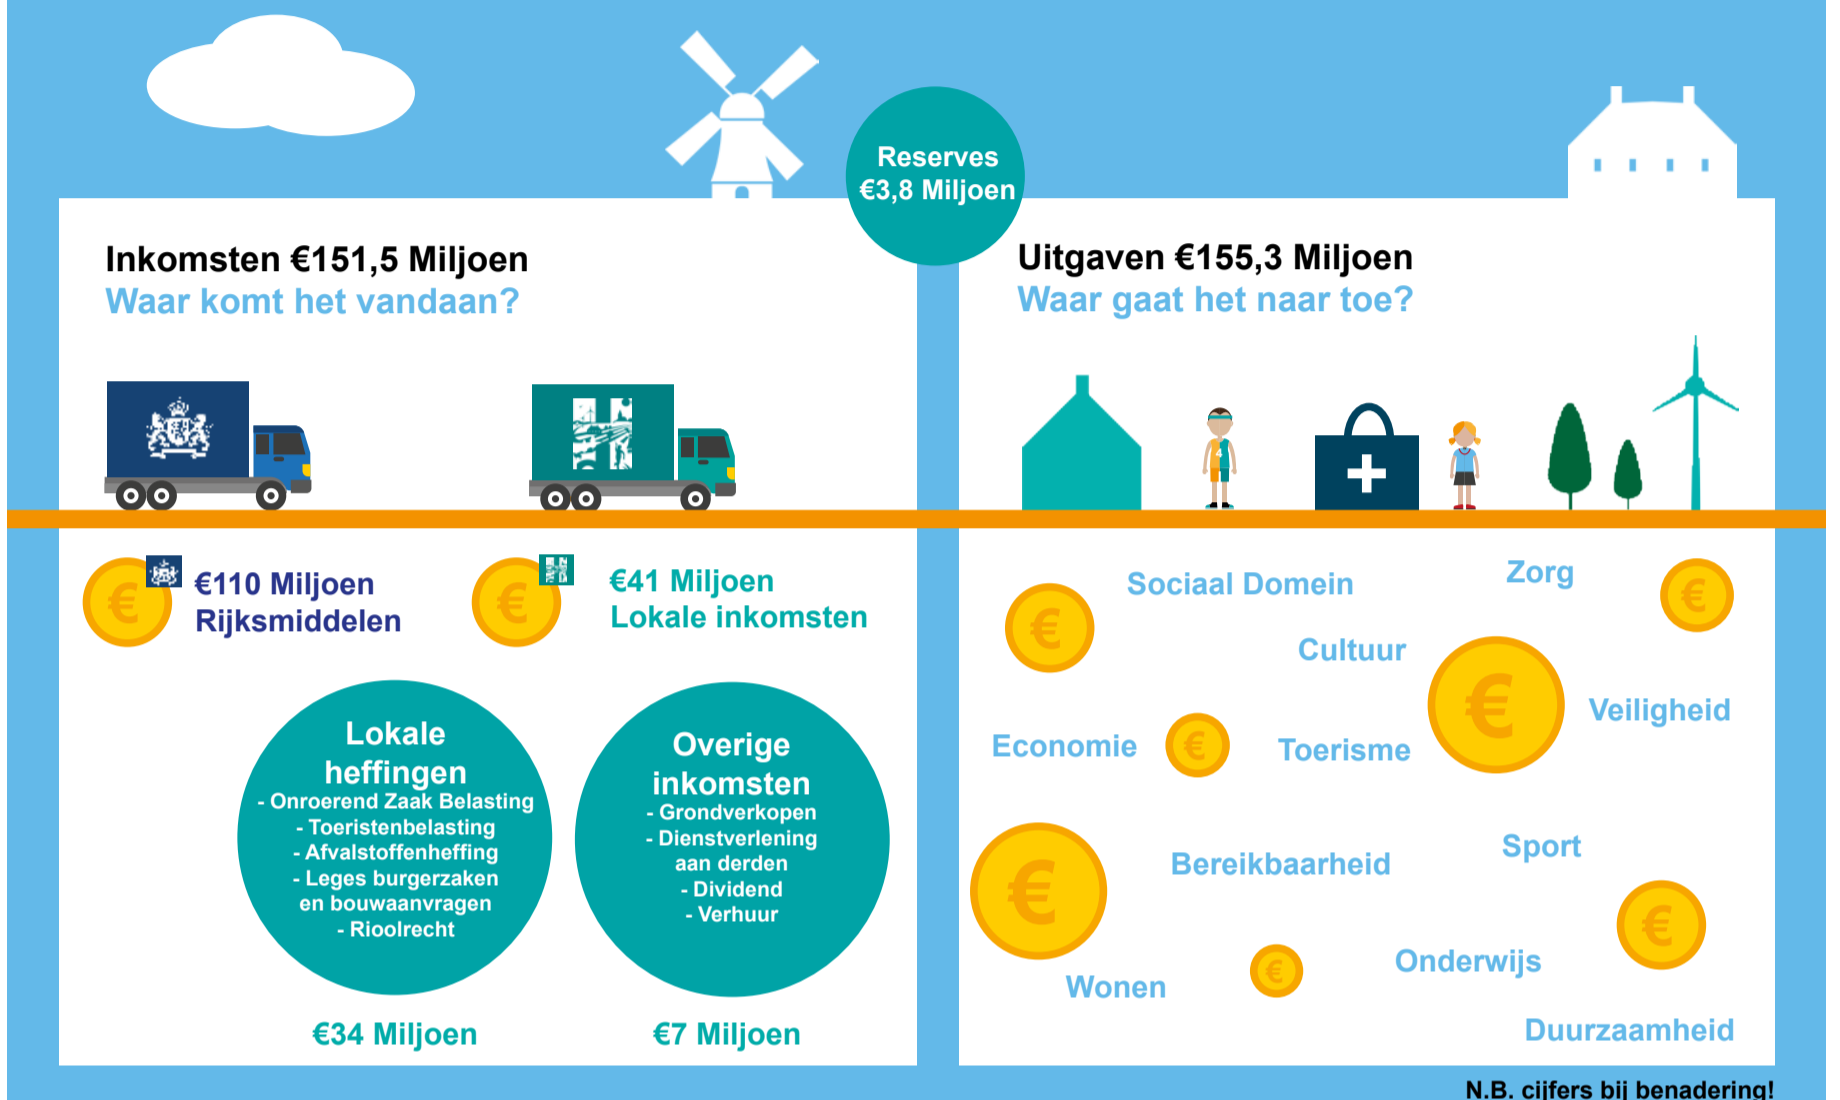 Reserves
€3,8 Miljoen
Inkomsten €151,5 Miljoen
Waar komt het vandaan?
€110 Miljoen
Rijksmiddelen
€41 Miljoen
Lokale inkomsten
Lokale
heffingen
- Onroerend Zaak Belasting
- Toeristenbelasting
- Afvalstoffenheffing
- Leges burgerzaken
en bouwaanvragen
- Rioolrecht
€34 Miljoen
Overige
inkomsten
- Grondverkopen
- Dienstverlening
aan derden
- Dividend
- Verhuur
€7 Miljoen
Uitgaven €155,3 Miljoen
Waar gaat het naar toe?
Sociaal Domein
Zorg
Cultuur
Veiligheid
Economie
Toerisme
Bereikbaarheid
Sport
Wonen
Onderwijs
Duurzaamheid
N.B. cijfers bij benadering!